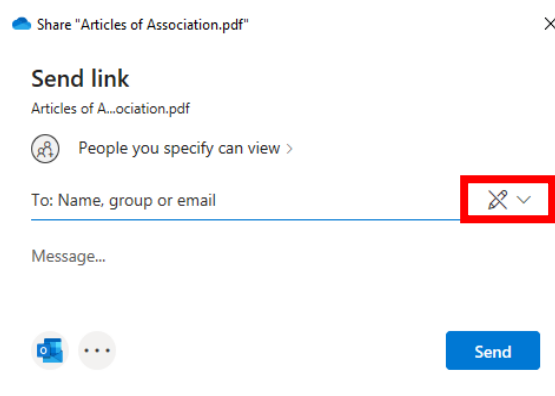 Share "Articles of Association.pdf"
Send link
Articles of A...ociation.pdf
People you specify can view >
To: Name, group or email
Message...
Send